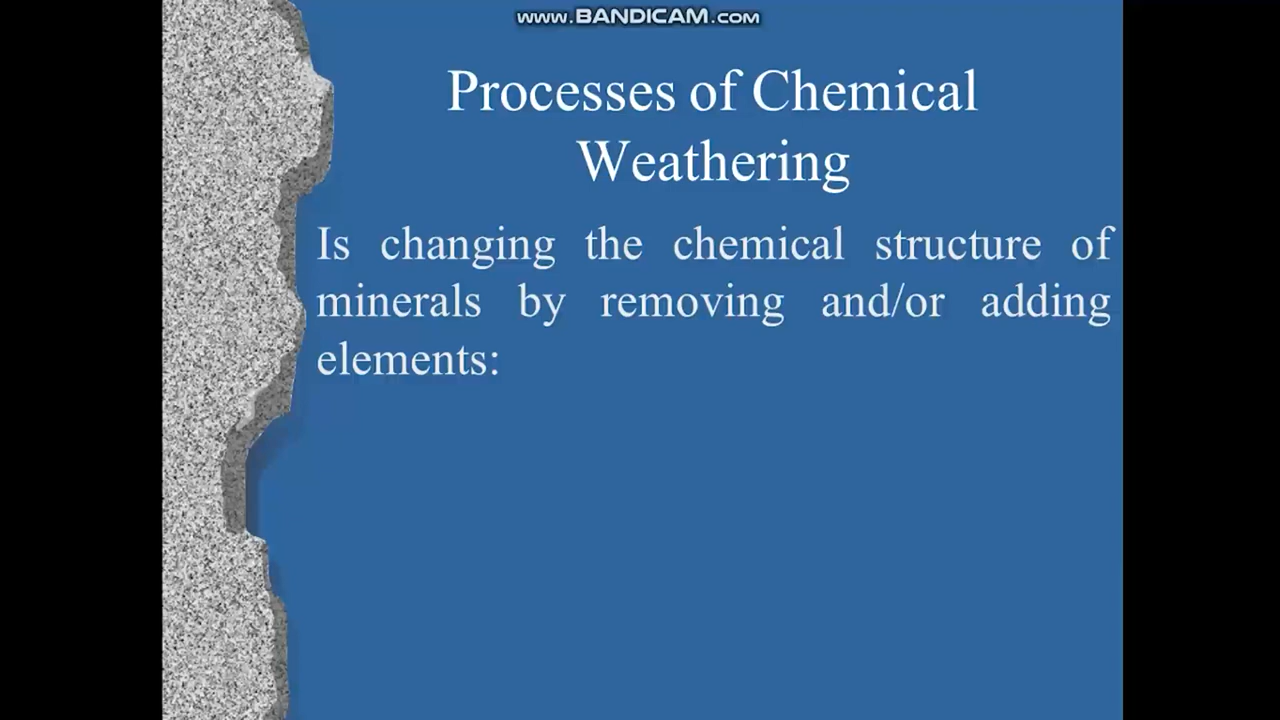 www.BANDICAM.com
Processes of Chemical
Weathering
Is changing the chemical structure of
minerals by removing and/or adding
elements: